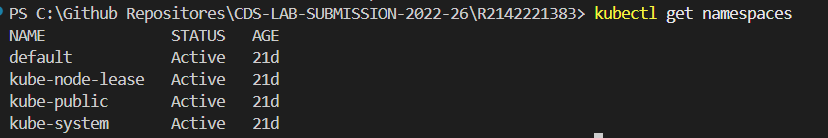 PS C:\Github Repositores\CDS-LAB-SUBMISSION-2022-26\R2142221383> kubectl get namespaces
NAME STATUS AGE
default Active 21d
kube-node-lease Active 21d
kube-public Active 21d
kube-system Active 21d